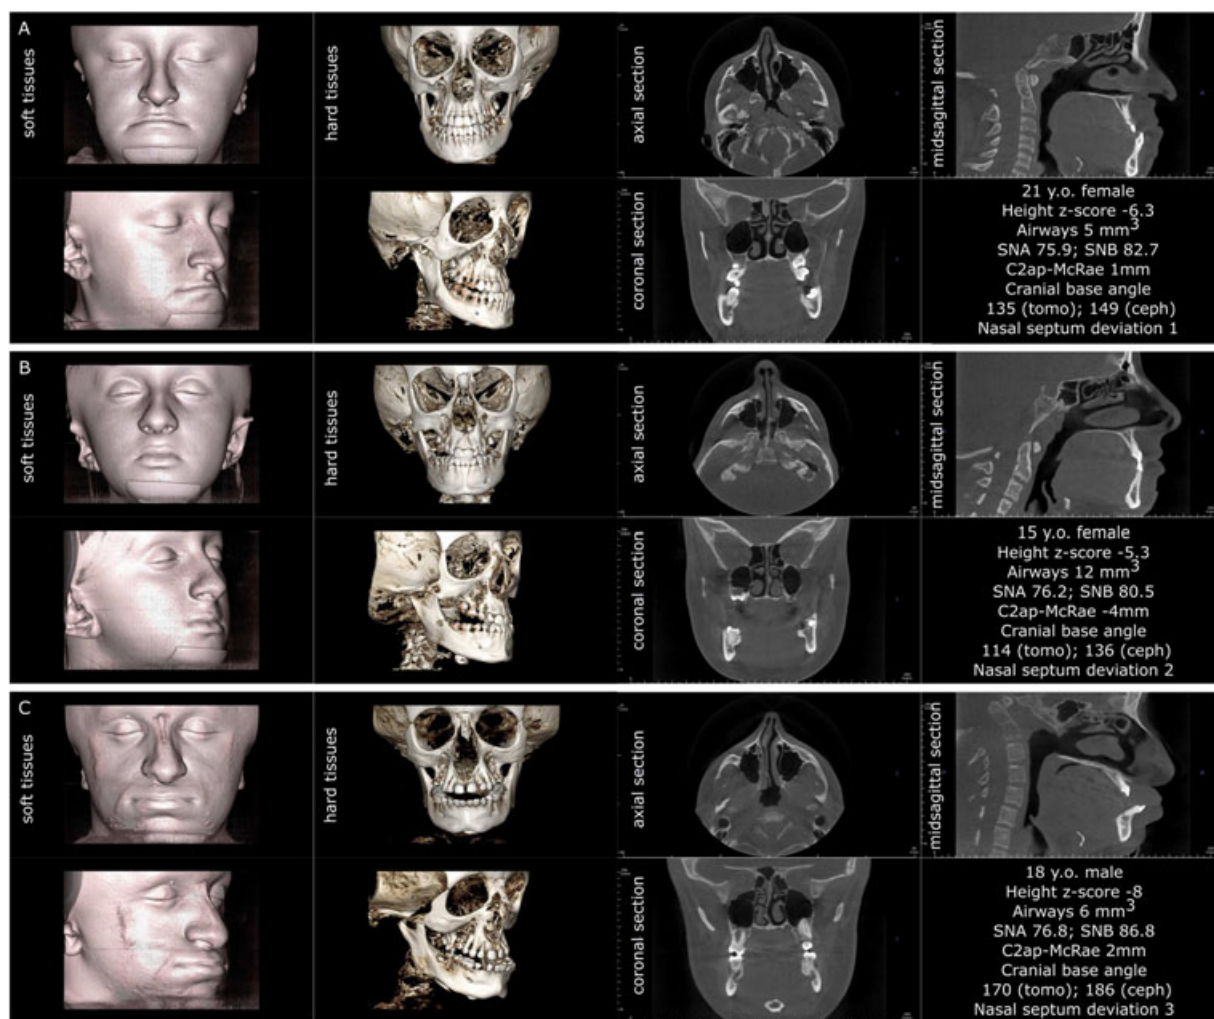 A
soft tissues
hard tissues
axial section
midsagittal section
coronal section
21 y.o. female
Height z-score -6.3
Airways 5 mm³
SNA 75.9; SNB 82.7
C2ap-McRae 1mm
Cranial base angle
135 (tomo); 149 (ceph)
Nasal septum deviation 1
B
soft tissues
hard tissues
axial section
midsagittal section
coronal section
15 y.o. female
Height z-score -5.3
Airways 12 mm³
SNA 76.2; SNB 80.5
C2ap-McRae -4mm
Cranial base angle
114 (tomo); 136 (ceph)
Nasal septum deviation 2
C
soft tissues
hard tissues
axial section
midsagittal section
coronal section
18 y.o. male
Height z-score -8
Airways 6 mm³
SNA 76.8; SNB 86.8
C2ap-McRae 2mm
Cranial base angle
170 (tomo); 186 (ceph)
Nasal septum deviation 3